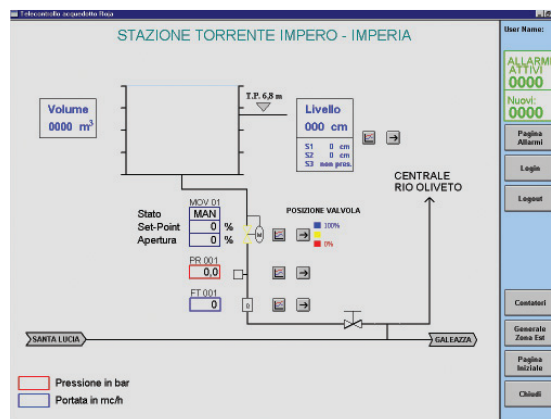 Telecontrollo acquedotto Roja
STAZIONE TORRENTE IMPERO - IMPERIA
User Name:
ALLARMI
ATTIVI
0000
Nuovi:
0000
Pagina
Allarmi
Login
Logout
Contatori
Generale
Zona Est
Pagina
Iniziale
Chiudi
Volume
0000 m³
T.P. 6,8 m
Livello
000 cm
S1 0 cm
S2 0 cm
S3 non pres.
CENTRALE
RIO OLIVETO
MOV 01
Stato MAN
Set-Point 0 %
Apertura 0 %
M
POSIZIONE VALVOLA
100%
0%
PR 001
0,0
FT 001
0
SANTA LUCIA
GALEAZZA
Pressione in bar
Portata in mc/h